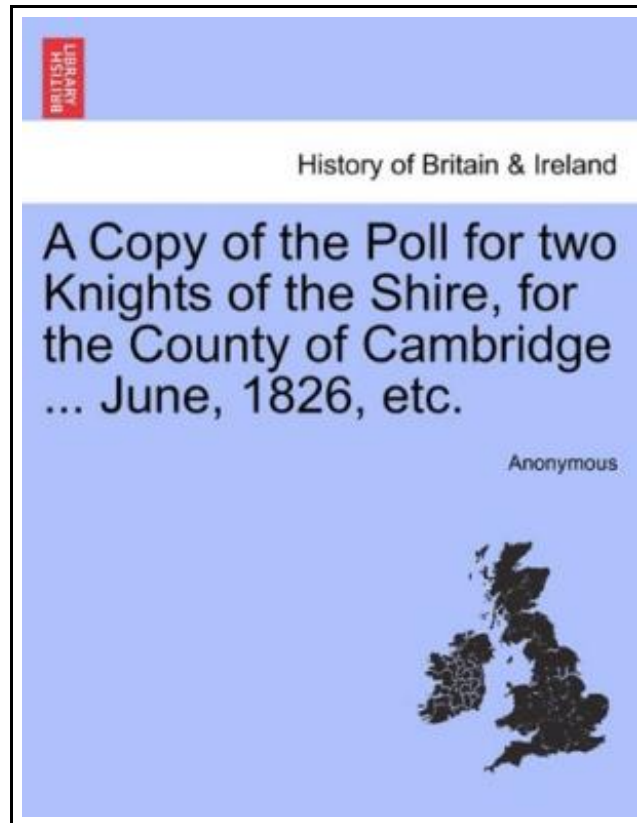 BRITISH
LIBRARY
History of Britain & Ireland
A Copy of the Poll for two
Knights of the Shire, for
the County of Cambridge
... June, 1826, etc.
Anonymous